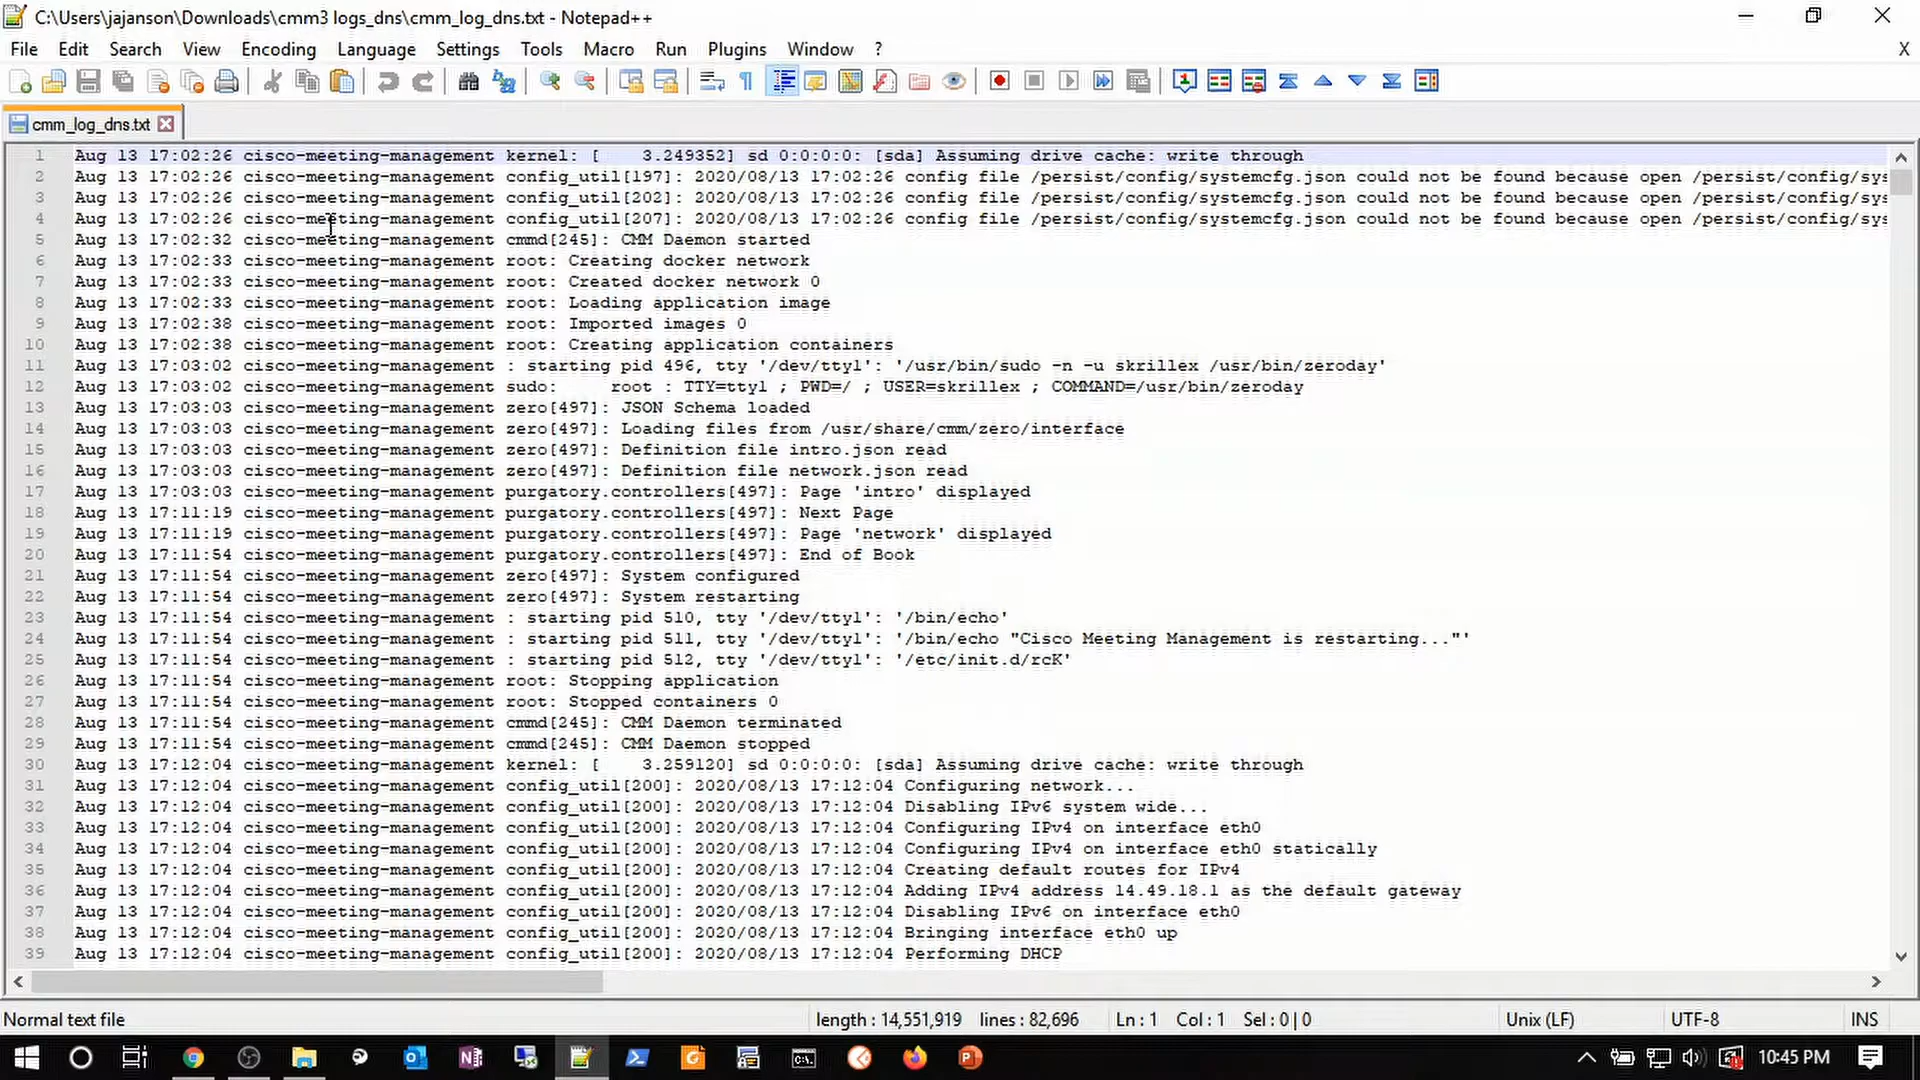 C:\Users\jajanson\Downloads\cmm3 logs_dns\cmm_log_dns.txt - Notepad++
File Edit Search View Encoding Language Settings Tools Macro Run Plugins Window ? X
cmm_log_dns.txt
1 Aug 13 17:02:26 cisco-meeting-management kernel: [    3.249352] sd 0:0:0:0: [sda] Assuming drive cache: write through
2 Aug 13 17:02:26 cisco-meeting-management config_util[197]: 2020/08/13 17:02:26 config file /persist/config/systemcfg.json could not be found because open /persist/config/sys
3 Aug 13 17:02:26 cisco-meeting-management config_util[202]: 2020/08/13 17:02:26 config file /persist/config/systemcfg.json could not be found because open /persist/config/sys
4 Aug 13 17:02:26 cisco-meeting-management config_util[207]: 2020/08/13 17:02:26 config file /persist/config/systemcfg.json could not be found because open /persist/config/sys
5 Aug 13 17:02:32 cisco-meeting-management cmmd[245]: CMM Daemon started
6 Aug 13 17:02:33 cisco-meeting-management root: Creating docker network
7 Aug 13 17:02:33 cisco-meeting-management root: Created docker network 0
8 Aug 13 17:02:33 cisco-meeting-management root: Loading application image
9 Aug 13 17:02:38 cisco-meeting-management root: Imported images 0
10 Aug 13 17:02:38 cisco-meeting-management root: Creating application containers
11 Aug 13 17:03:02 cisco-meeting-management : starting pid 496, tty '/dev/tty1': '/usr/bin/sudo -n -u skrillex /usr/bin/zeroday'
12 Aug 13 17:03:02 cisco-meeting-management sudo:     root : TTY=tty1 ; PWD=/ ; USER=skrillex ; COMMAND=/usr/bin/zeroday
13 Aug 13 17:03:03 cisco-meeting-management zero[497]: JSON Schema loaded
14 Aug 13 17:03:03 cisco-meeting-management zero[497]: Loading files from /usr/share/cmm/zero/interface
15 Aug 13 17:03:03 cisco-meeting-management zero[497]: Definition file intro.json read
16 Aug 13 17:03:03 cisco-meeting-management zero[497]: Definition file network.json read
17 Aug 13 17:03:03 cisco-meeting-management purgatory.controllers[497]: Page 'intro' displayed
18 Aug 13 17:11:19 cisco-meeting-management purgatory.controllers[497]: Next Page
19 Aug 13 17:11:19 cisco-meeting-management purgatory.controllers[497]: Page 'network' displayed
20 Aug 13 17:11:54 cisco-meeting-management purgatory.controllers[497]: End of Book
21 Aug 13 17:11:54 cisco-meeting-management zero[497]: System configured
22 Aug 13 17:11:54 cisco-meeting-management zero[497]: System restarting
23 Aug 13 17:11:54 cisco-meeting-management : starting pid 510, tty '/dev/tty1': '/bin/echo'
24 Aug 13 17:11:54 cisco-meeting-management : starting pid 511, tty '/dev/tty1': '/bin/echo "Cisco Meeting Management is restarting..."'
25 Aug 13 17:11:54 cisco-meeting-management : starting pid 512, tty '/dev/tty1': '/etc/init.d/rcK'
26 Aug 13 17:11:54 cisco-meeting-management root: Stopping application
27 Aug 13 17:11:54 cisco-meeting-management root: Stopped containers 0
28 Aug 13 17:11:54 cisco-meeting-management cmmd[245]: CMM Daemon terminated
29 Aug 13 17:11:54 cisco-meeting-management cmmd[245]: CMM Daemon stopped
30 Aug 13 17:12:04 cisco-meeting-management kernel: [    3.259120] sd 0:0:0:0: [sda] Assuming drive cache: write through
31 Aug 13 17:12:04 cisco-meeting-management config_util[200]: 2020/08/13 17:12:04 Configuring network...
32 Aug 13 17:12:04 cisco-meeting-management config_util[200]: 2020/08/13 17:12:04 Disabling IPv6 system wide...
33 Aug 13 17:12:04 cisco-meeting-management config_util[200]: 2020/08/13 17:12:04 Configuring IPv4 on interface eth0
34 Aug 13 17:12:04 cisco-meeting-management config_util[200]: 2020/08/13 17:12:04 Configuring IPv4 on interface eth0 statically
35 Aug 13 17:12:04 cisco-meeting-management config_util[200]: 2020/08/13 17:12:04 Creating default routes for IPv4
36 Aug 13 17:12:04 cisco-meeting-management config_util[200]: 2020/08/13 17:12:04 Adding IPv4 address 14.49.18.1 as the default gateway
37 Aug 13 17:12:04 cisco-meeting-management config_util[200]: 2020/08/13 17:12:04 Disabling IPv6 on interface eth0
38 Aug 13 17:12:04 cisco-meeting-management config_util[200]: 2020/08/13 17:12:04 Bringing interface eth0 up
39 Aug 13 17:12:04 cisco-meeting-management config_util[200]: 2020/08/13 17:12:04 Performing DHCP
Normal text file length : 14,551,919 lines : 82,696 Ln : 1 Col : 1 Sel : 0 | 0 Unix (LF) UTF-8 INS
10:45 PM